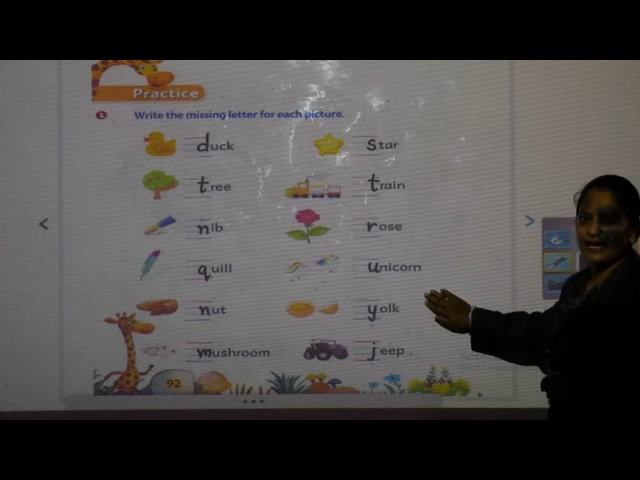 Practice
1 Write the missing letter for each picture.
duck star
tree train
nib rose
quill unicorn
nut yolk
mushroom jeep
92